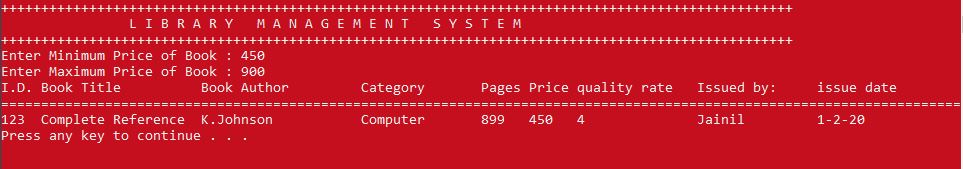 +++++++++++++++++++++++++++++++++++++++++++++++++++++++++++++++++++++++++++++++++++++++++++++++++++
L I B R A R Y   M A N A G E M E N T   S Y S T E M
+++++++++++++++++++++++++++++++++++++++++++++++++++++++++++++++++++++++++++++++++++++++++++++++++++
Enter Minimum Price of Book : 450
Enter Maximum Price of Book : 900
I.D. Book Title          Book Author         Category       Pages Price quality rate   Issued by:     issue date
========================================================================================================================
123  Complete Reference  K.Johnson           Computer       899   450   4              Jainil         1-2-20
Press any key to continue . . .